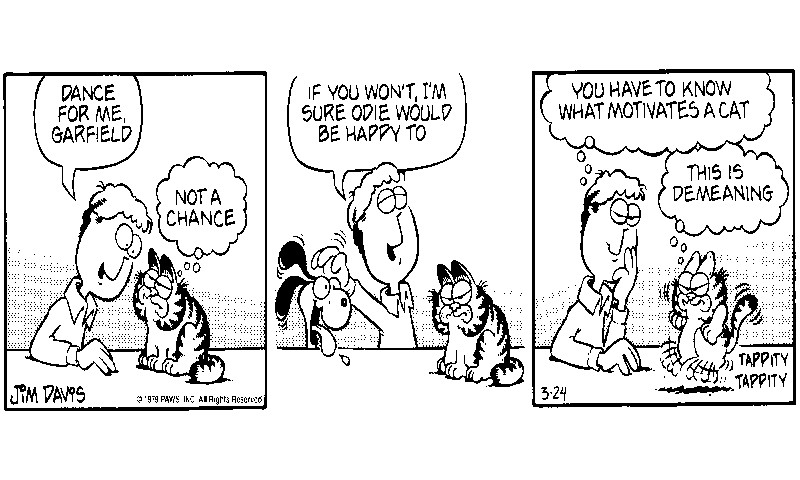 DANCE
FOR ME,
GARFIELD
NOT A
CHANCE
JIM DAVIS
© 1979 PAWS, INC. All Rights Reserved
IF YOU WON'T, I'M
SURE ODIE WOULD
BE HAPPY TO
YOU HAVE TO KNOW
WHAT MOTIVATES A CAT
THIS IS
DEMEANING
TAPPITY
TAPPITY
3-24